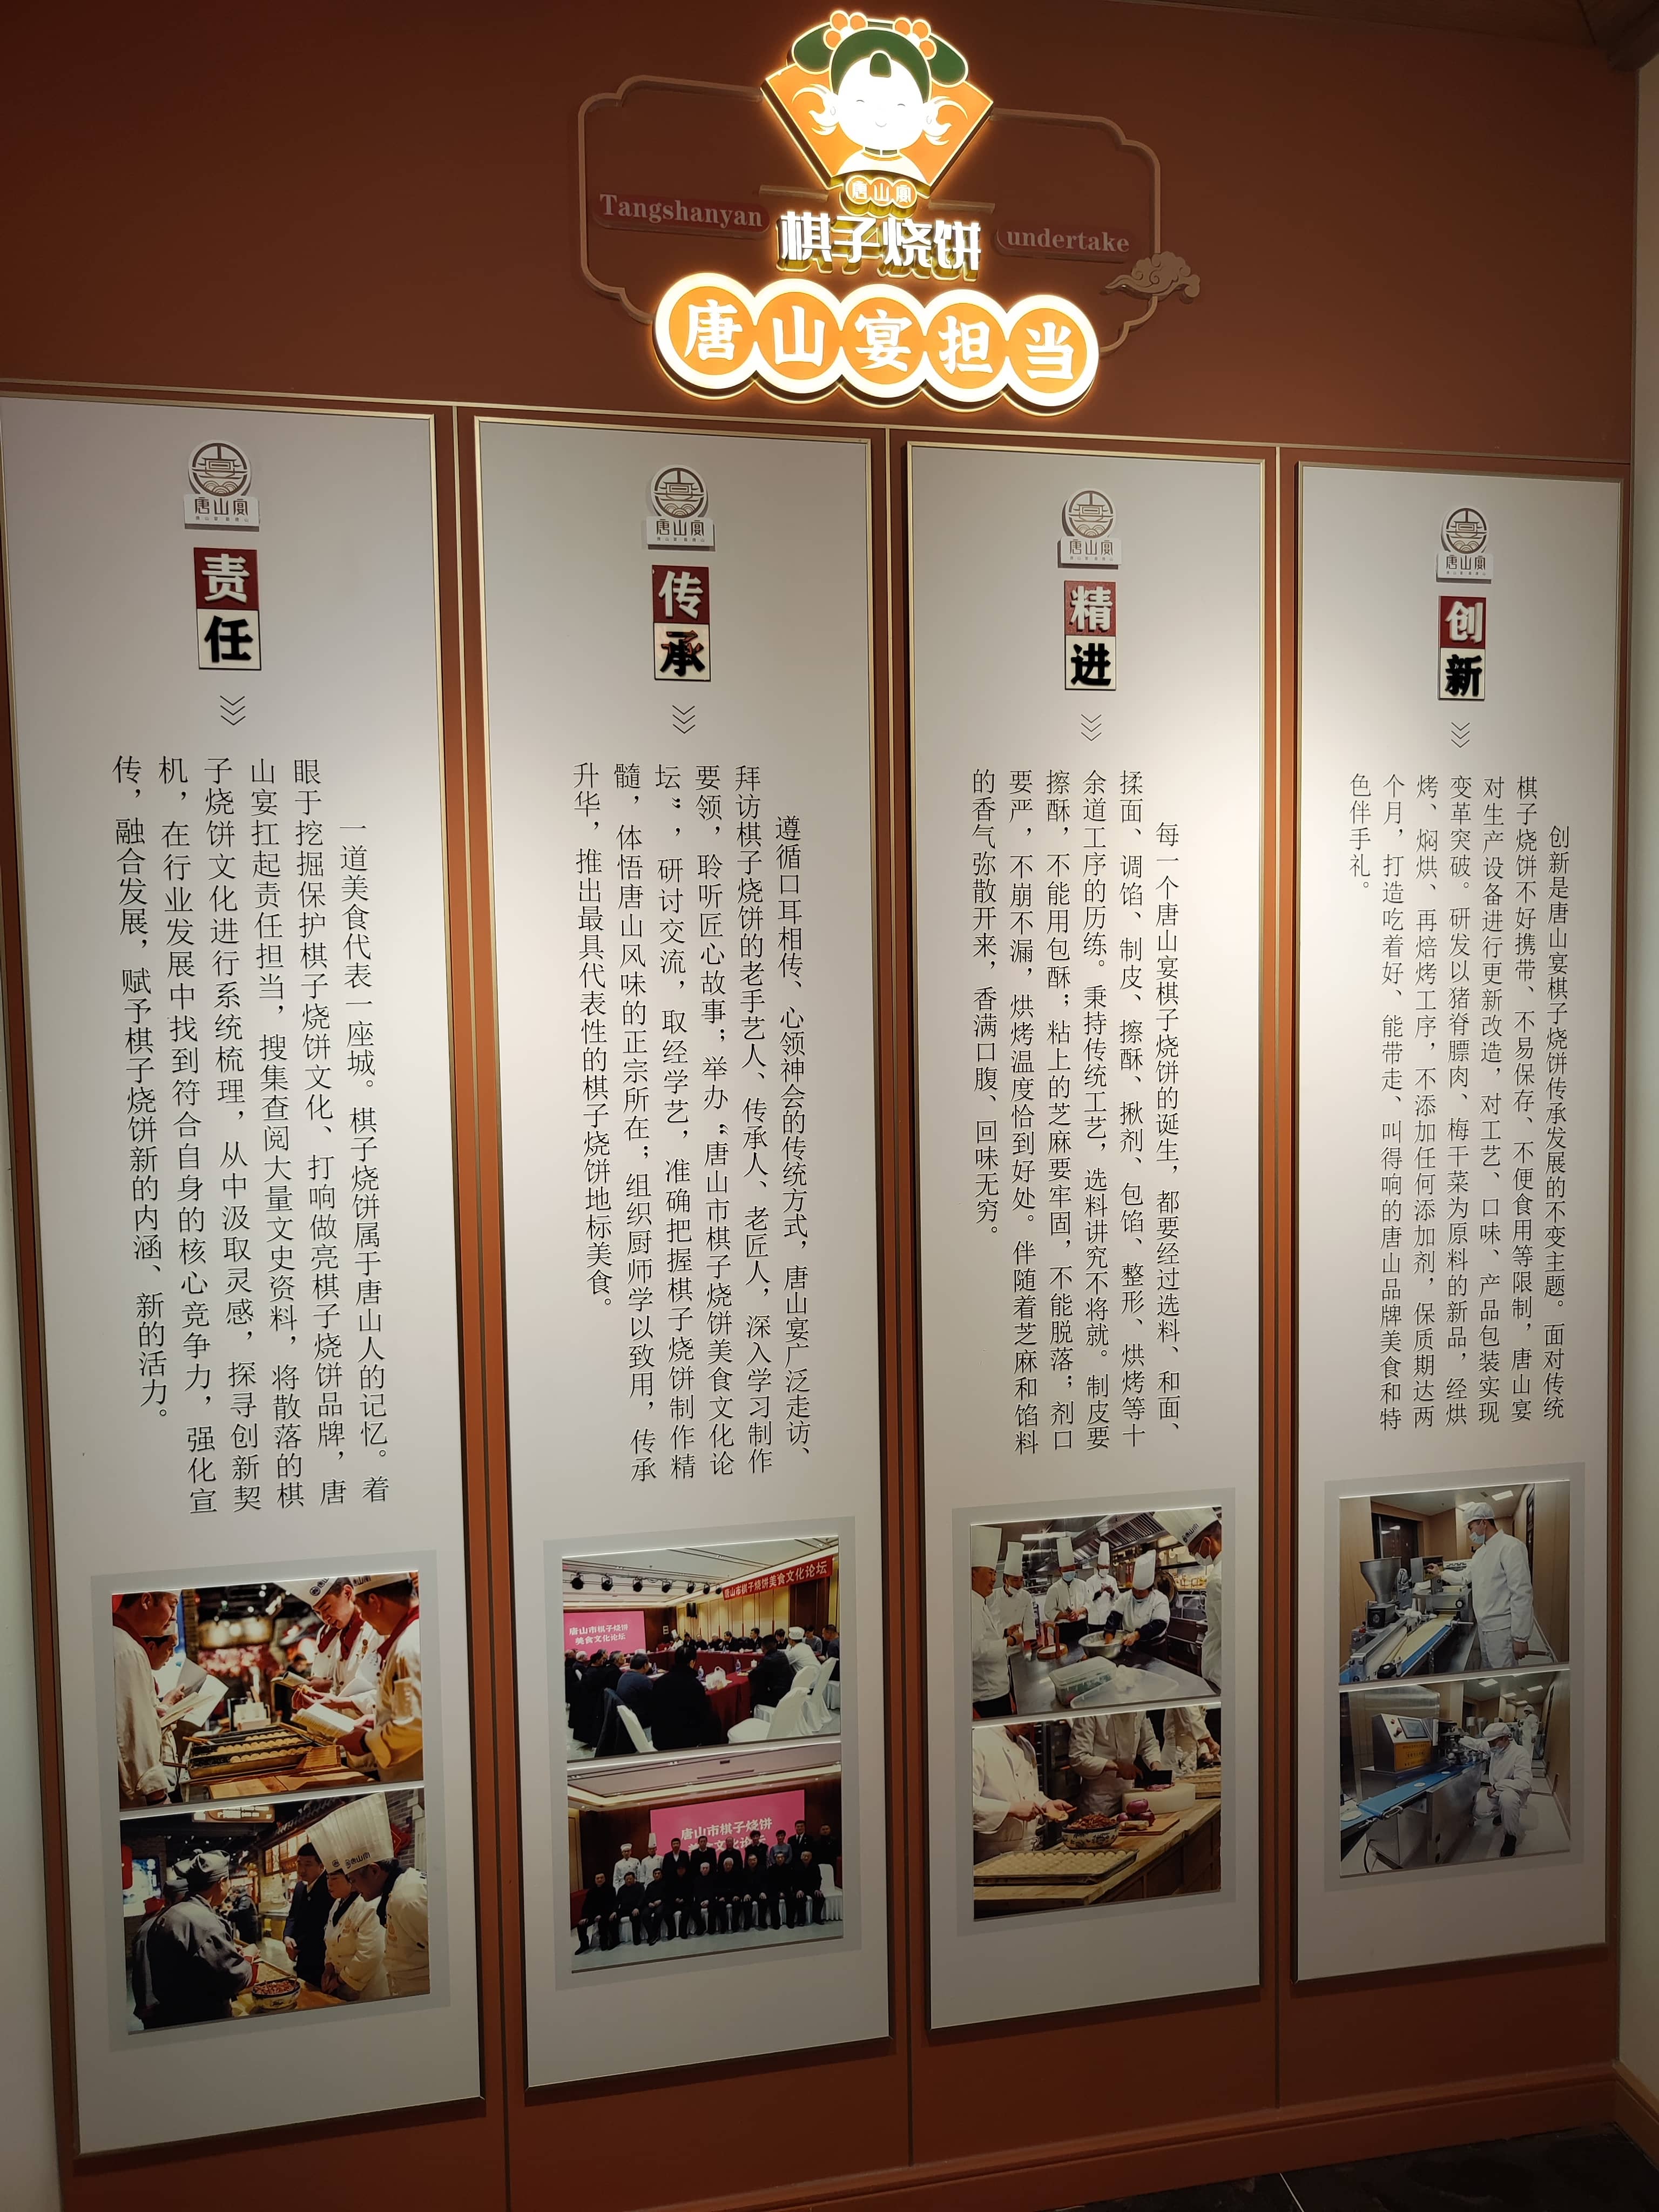 唐山宴
棋子烧饼
Tangshanyan
undertake
唐山宴担当
唐山宴
责任
一道美食代表一座城。棋子烧饼属于唐山人的记忆。着
眼于挖掘保护棋子烧饼文化、打响做亮棋子烧饼品牌，唐
山宴扛起责任担当，搜集查阅大量文史资料，将散落的棋
子烧饼文化进行系统梳理，从中汲取灵感，探寻创新契
机，在行业发展中找到符合自身的核心竞争力，强化宣
传，融合发展，赋予棋子烧饼新的内涵、新的活力。
唐山宴
传承
遵循口耳相传、心领神会的传统方式，唐山宴广泛走访、
拜访棋子烧饼的老手艺人、传承人、老匠人，深入学习制作
要领，聆听匠心故事；举办“唐山市棋子烧饼美食文化论
坛”，研讨交流，取经学艺，准确把握棋子烧饼制作精
髓，体悟唐山风味的正宗所在；组织厨师学以致用，传承
升华，推出最具代表性的棋子烧饼地标美食。
唐山市棋子烧饼美食文化论坛
唐山市棋子烧饼
美食文化论坛
唐山市棋子烧饼
唐山宴
精进
每一个唐山宴棋子烧饼的诞生，都要经过选料、和面、
揉面、调馅、制皮、擦酥、揪剂、包馅、整形、烘烤等十
余道工序的历练。秉持传统工艺，选料讲究不将就。制皮要
擦酥，不能用包酥；粘上的芝麻要牢固，不能脱落；剂口
要严，不崩不漏，烘烤温度恰到好处。伴随着芝麻和馅料
的香气弥散开来，香满口腹、回味无穷。
唐山宴
创新
创新是唐山宴棋子烧饼传承发展的不变主题。面对传统
棋子烧饼不好携带、不易保存、不便食用等限制，唐山宴
对生产设备进行更新改造，对工艺、口味、产品包装实现
变革突破。研发以猪脊膘肉、梅干菜为原料的新品，经烘
烤、焖烘、再焙烤工序，不添加任何添加剂，保质期达两
个月，打造吃着好、能带走、叫得响的唐山品牌美食和特
色伴手礼。